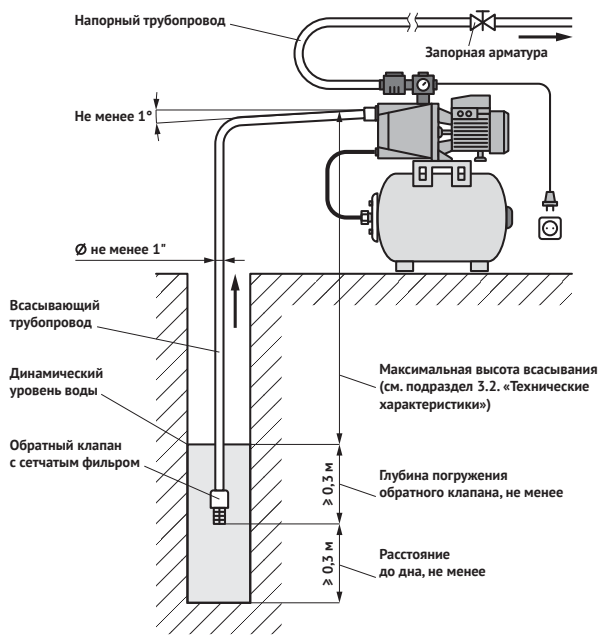 Напорный трубопровод
Запорная арматура
Не менее 1°
Ø не менее 1"
Всасывающий
трубопровод
Динамический
уровень воды
Обратный клапан
с сетчатым фильром
Максимальная высота всасывания
(см. подраздел 3.2. «Технические
характеристики»)
≥ 0,3 м
Глубина погружения
обратного клапана, не менее
≥ 0,3 м
Расстояние
до дна, не менее